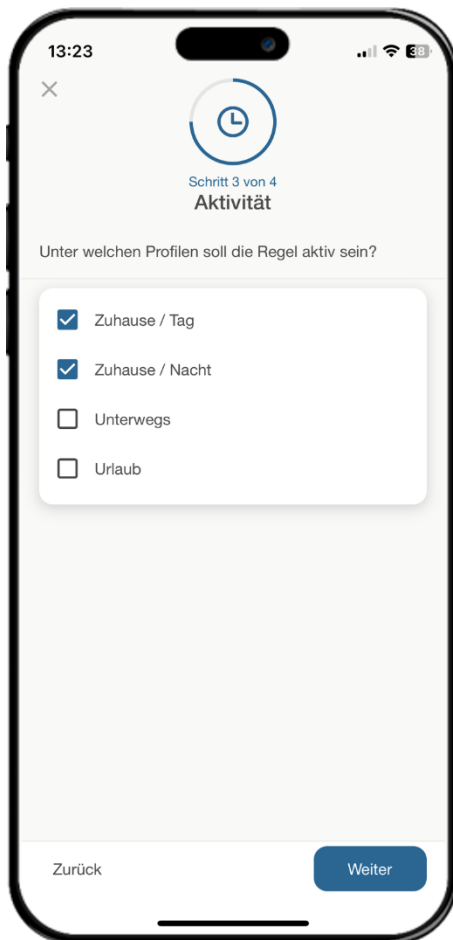 13:23
38
Schritt 3 von 4
Aktivität
Unter welchen Profilen soll die Regel aktiv sein?
Zuhause / Tag
Zuhause / Nacht
Unterwegs
Urlaub
Zurück
Weiter